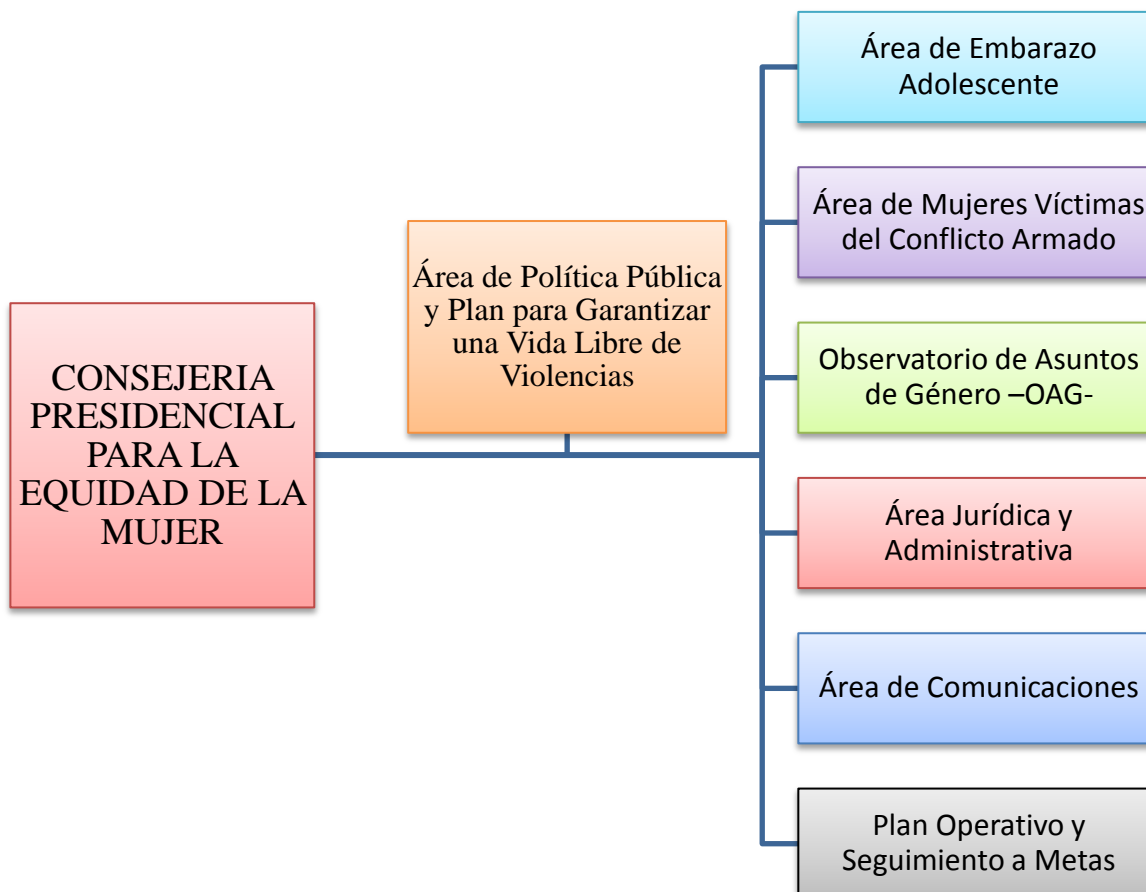 CONSEJERIA
PRESIDENCIAL
PARA LA
EQUIDAD DE LA
MUJER
Área de Política Pública
y Plan para Garantizar
una Vida Libre de
Violencias
Área de Embarazo
Adolescente
Área de Mujeres Víctimas
del Conflicto Armado
Observatorio de Asuntos
de Género –OAG-
Área Jurídica y
Administrativa
Área de Comunicaciones
Plan Operativo y
Seguimiento a Metas